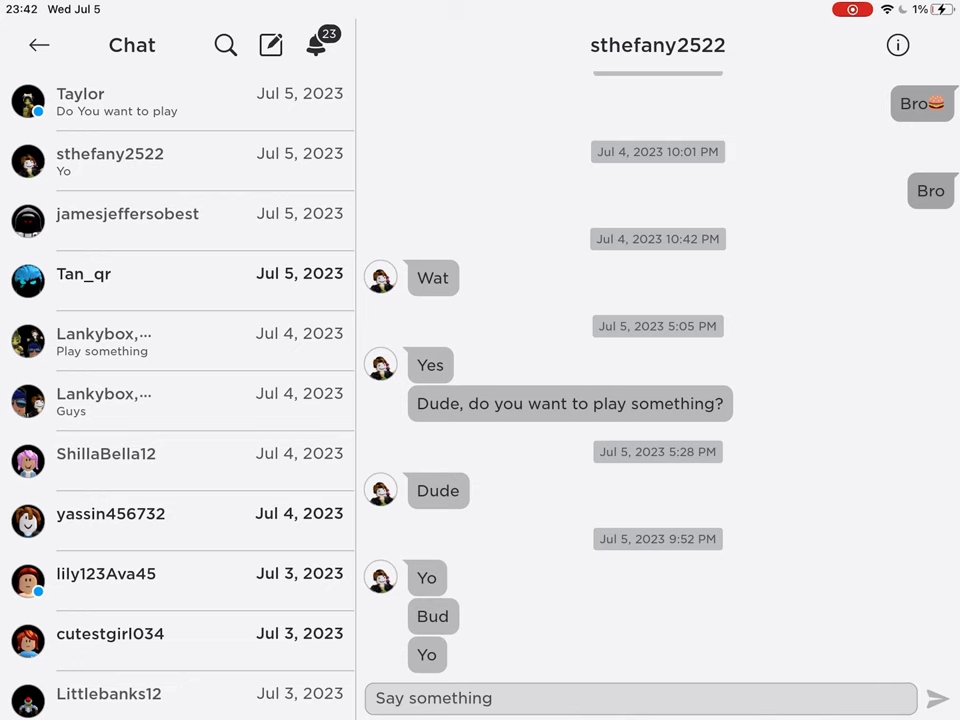 23:42 Wed Jul 5
1%
Chat
23
Taylor
Jul 5, 2023
Do You want to play
sthefany2522
Jul 5, 2023
Yo
jamesjeffersobest
Jul 5, 2023
Tan_qr
Jul 5, 2023
Lankybox,...
Jul 4, 2023
Play something
Lankybox,...
Jul 4, 2023
Guys
ShillaBella12
Jul 4, 2023
yassin456732
Jul 4, 2023
lily123Ava45
Jul 3, 2023
cutestgirl034
Jul 3, 2023
Littlebanks12
Jul 3, 2023
sthefany2522
Bro🍔
Jul 4, 2023 10:01 PM
Bro
Jul 4, 2023 10:42 PM
Wat
Jul 5, 2023 5:05 PM
Yes
Dude, do you want to play something?
Jul 5, 2023 5:28 PM
Dude
Jul 5, 2023 9:52 PM
Yo
Bud
Yo
Say something